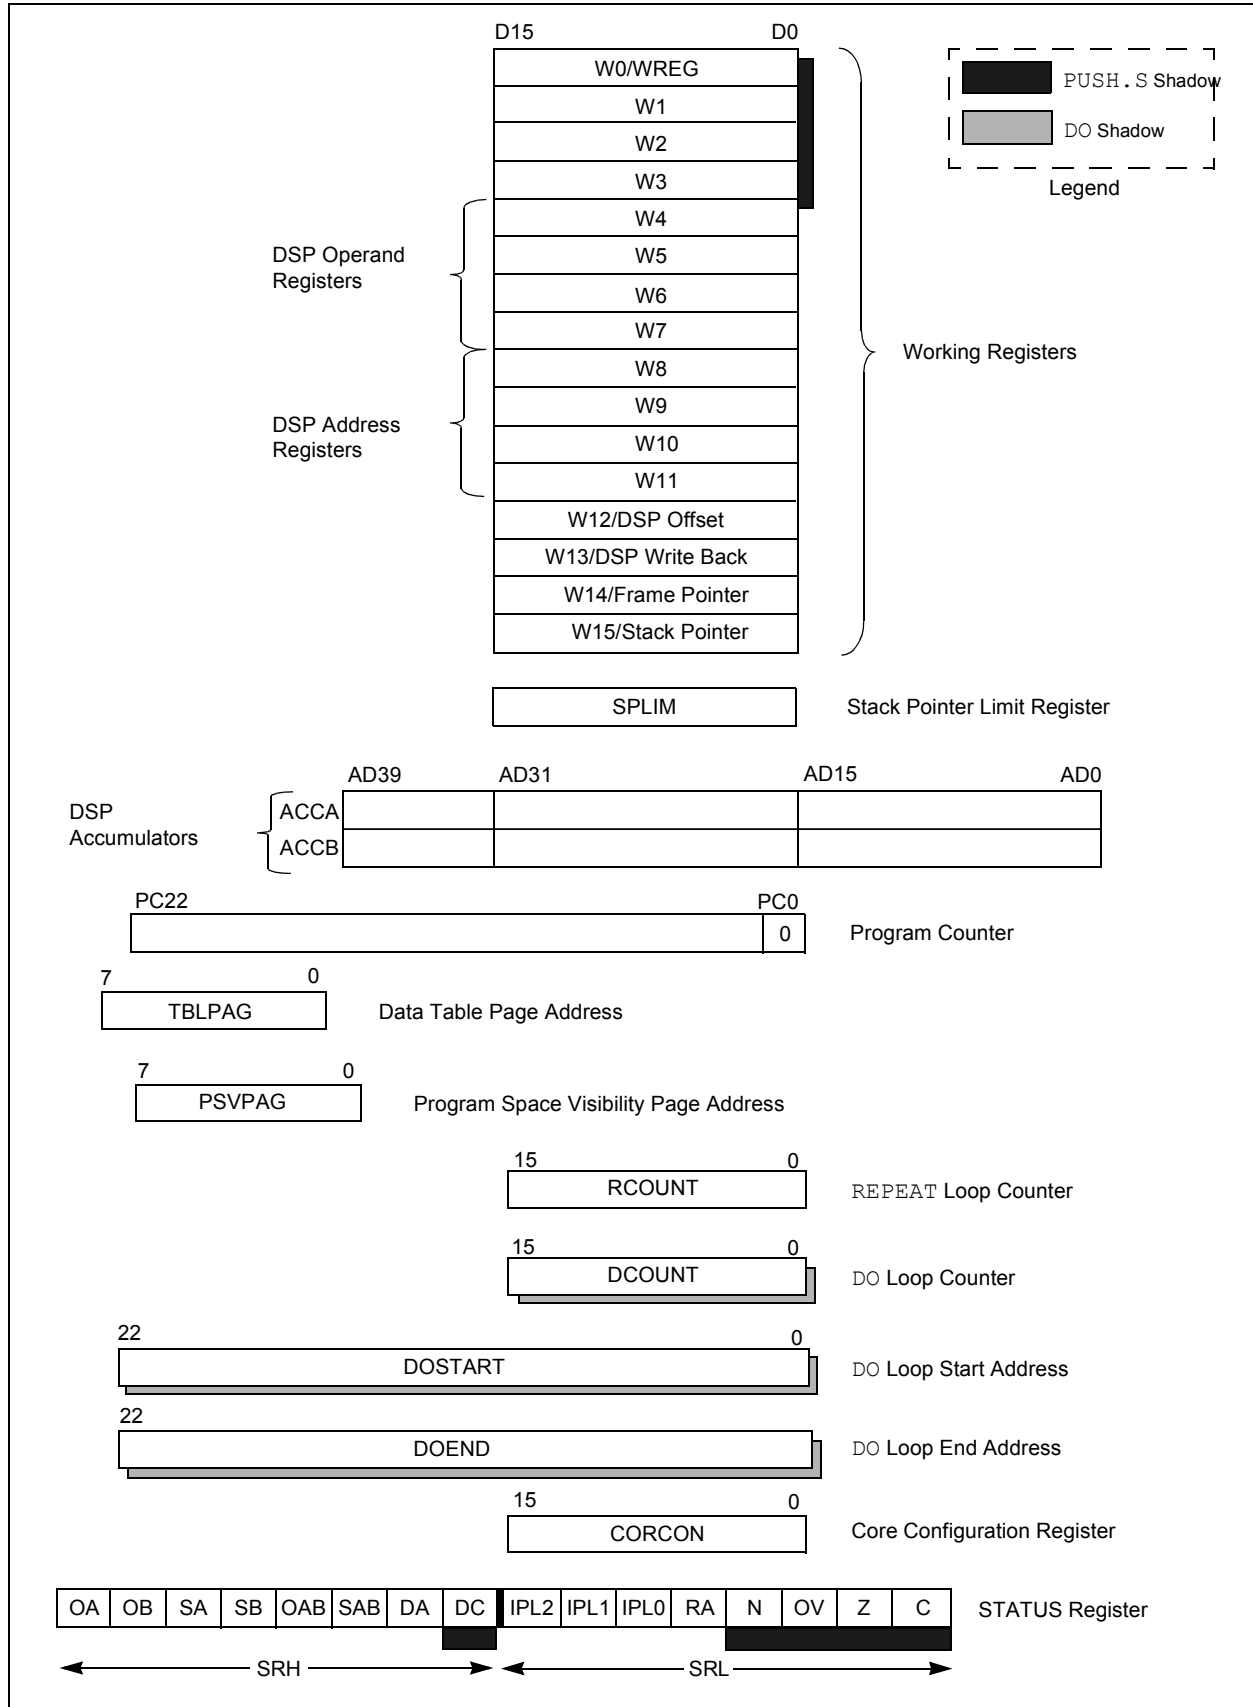 D15 D0
W0/WREG
W1
W2
W3
W4
W5
W6
W7
W8
W9
W10
W11
W12/DSP Offset
W13/DSP Write Back
W14/Frame Pointer
W15/Stack Pointer
PUSH.S Shadow
DO Shadow
Legend
DSP Operand
Registers
DSP Address
Registers
Working Registers
SPLIM Stack Pointer Limit Register
AD39 AD31 AD15 AD0
DSP
Accumulators
ACCA
ACCB
PC22 PC0
0 Program Counter
7 0
TBLPAG Data Table Page Address
7 0
PSVPAG Program Space Visibility Page Address
15 0
RCOUNT REPEAT Loop Counter
15 0
DCOUNT DO Loop Counter
22 0
DOSTART DO Loop Start Address
22
DOEND DO Loop End Address
15 0
CORCON Core Configuration Register
OA OB SA SB OAB SAB DA DC IPL2 IPL1 IPL0 RA N OV Z C STATUS Register
SRH SRL